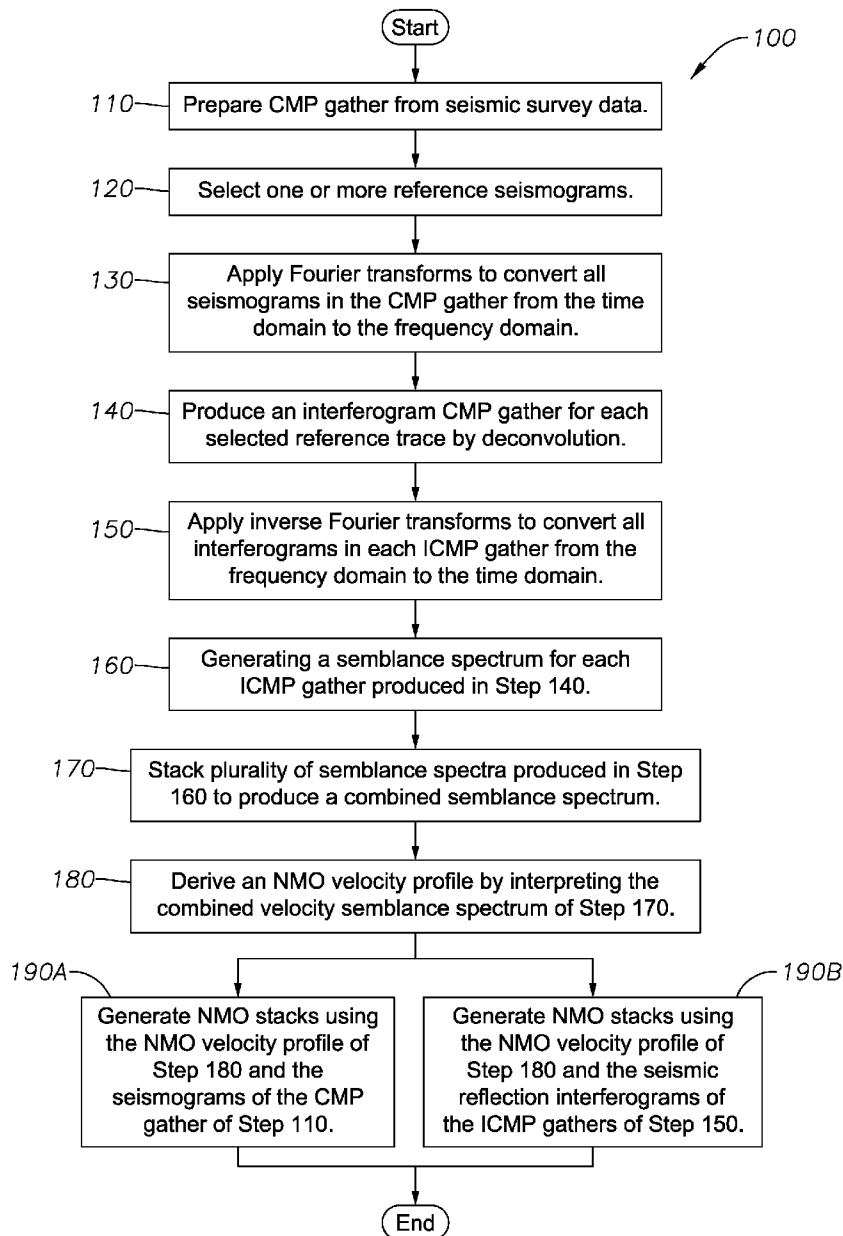 Start
100
110
Prepare CMP gather from seismic survey data.
120
Select one or more reference seismograms.
130
Apply Fourier transforms to convert all
seismograms in the CMP gather from the time
domain to the frequency domain.
140
Produce an interferogram CMP gather for each
selected reference trace by deconvolution.
150
Apply inverse Fourier transforms to convert all
interferograms in each ICMP gather from the
frequency domain to the time domain.
160
Generating a semblance spectrum for each
ICMP gather produced in Step 140.
170
Stack plurality of semblance spectra produced in Step
160 to produce a combined semblance spectrum.
180
Derive an NMO velocity profile by interpreting the
combined velocity semblance spectrum of Step 170.
190A
Generate NMO stacks using
the NMO velocity profile of
Step 180 and the
seismograms of the CMP
gather of Step 110.
190B
Generate NMO stacks using
the NMO velocity profile of
Step 180 and the seismic
reflection interferograms of
the ICMP gathers of Step 150.
End